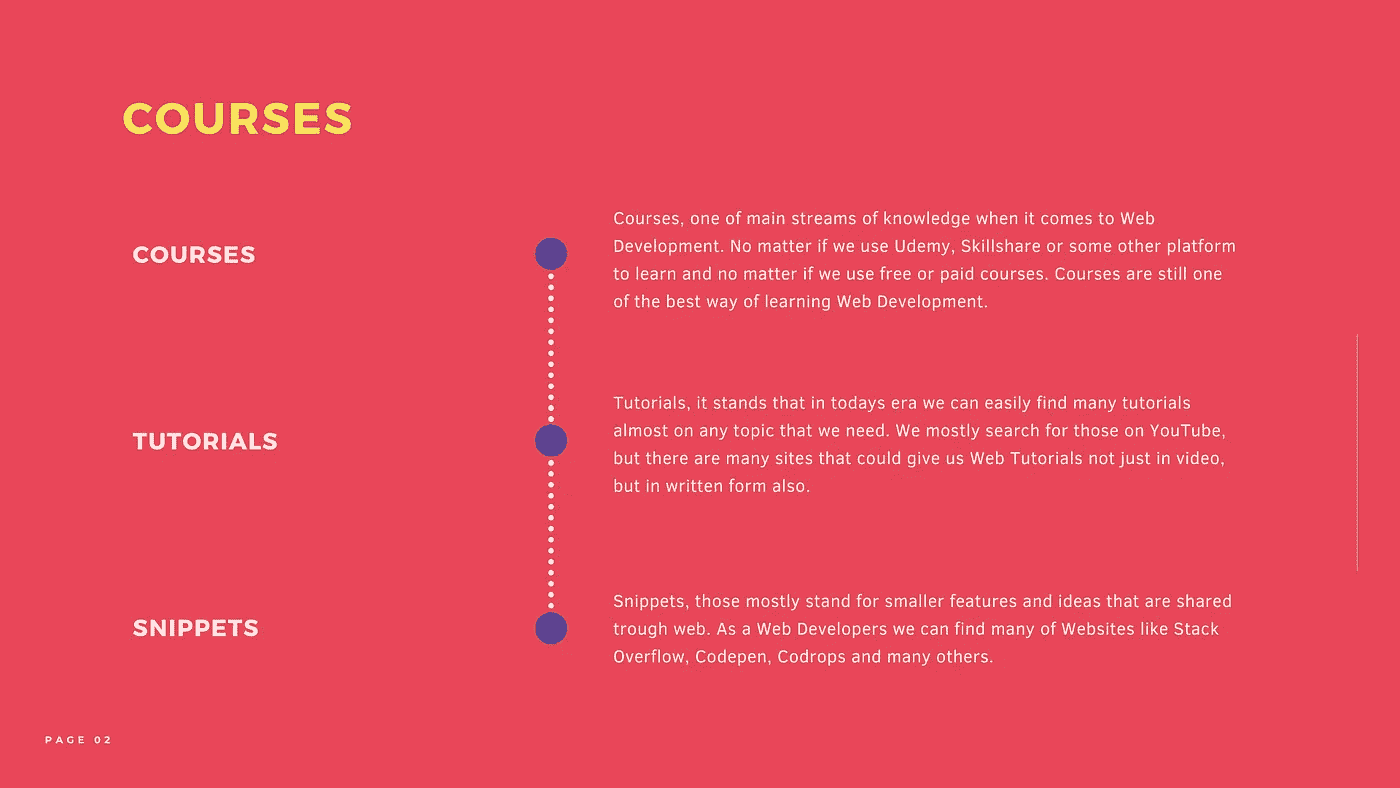 COURSES
COURSES
Courses, one of main streams of knowledge when it comes to Web
Development. No matter if we use Udemy, Skillshare or some other platform
to learn and no matter if we use free or paid courses. Courses are still one
of the best way of learning Web Development.
TUTORIALS
Tutorials, it stands that in todays era we can easily find many tutorials
almost on any topic that we need. We mostly search for those on YouTube,
but there are many sites that could give us Web Tutorials not just in video,
but in written form also.
SNIPPETS
Snippets, those mostly stand for smaller features and ideas that are shared
trough web. As a Web Developers we can find many of Websites like Stack
Overflow, Codepen, Codrops and many others.
PAGE 02